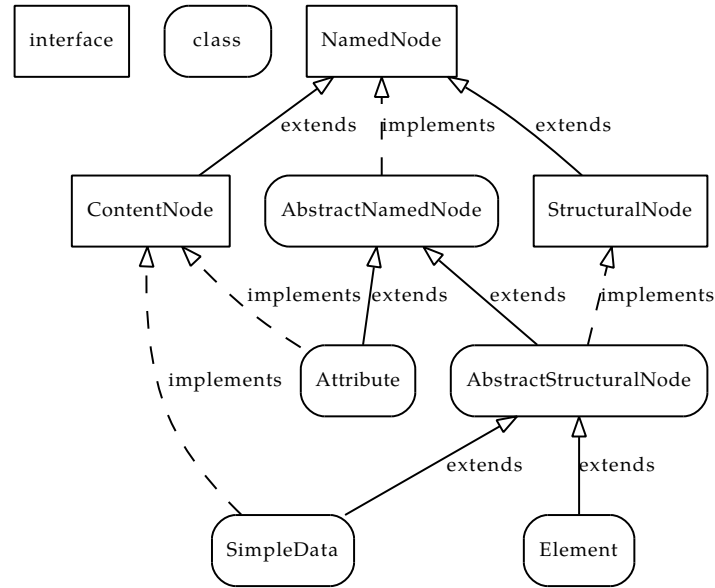 interface
class
NamedNode
extends
implements
extends
ContentNode
AbstractNamedNode
StructuralNode
implements
extends
extends
implements
implements
Attribute
AbstractStructuralNode
extends
extends
SimpleData
Element